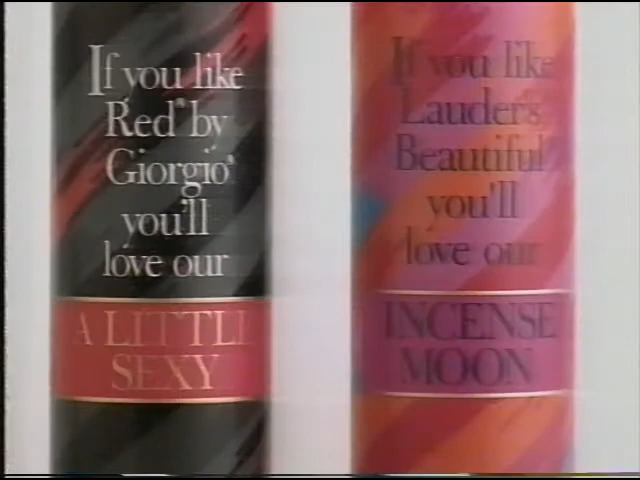 If you like
Red® by
Giorgio®
you'll
love our
A LITTLE
SEXY
If you like
Lauder's
Beautiful®
you'll
love our
INCENSE
MOON